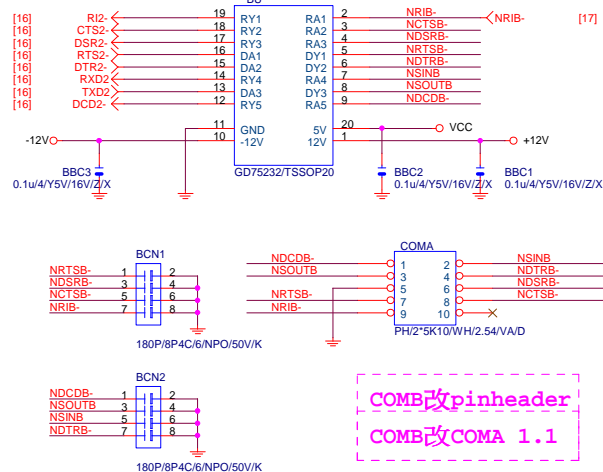 [16] RI2- 19 RY1 RA1 2 NRIB- NRIB- [17]
[16] CTS2- 18 RY2 RA2 3 NCTSB-
[16] DSR2- 17 RY3 RA3 4 NDSRB-
[16] RTS2- 16 DA1 DY1 5 NRTSB-
[16] DTR2- 15 DA2 DY2 6 NDTRB-
[16] RXD2 14 RY4 RA4 7 NSINB
[16] TXD2 13 DA3 DY3 8 NSOUTB
[16] DCD2- 12 RY5 RA5 9 NDCDB-
11 GND 5V 20 VCC
-12V 10 -12V 12V 1 +12V
BBC3 BBC2 BBC1
GD75232/TSSOP20
0.1u/4/Y5V/16V/Z/X 0.1u/4/Y5V/16V/Z/X 0.1u/4/Y5V/16V/Z/X
BCN1
NRTSB- 1 2
NDSRB- 3 4
NCTSB- 5 6
NRIB- 7 8
180P/8P4C/6/NPO/50V/K
COMA
NDCDB- 1 2 NSINB
NSOUTB 3 4 NDTRB-
5 6 NDSRB-
NRTSB- 7 8 NCTSB-
NRIB- 9 10
PH/2*5K10/WH/2.54/VA/D
BCN2
NDCDB- 1 2
NSOUTB 3 4
NSINB 5 6
NDTRB- 7 8
180P/8P4C/6/NPO/50V/K
COMB改pinheader
COMB改COMA 1.1